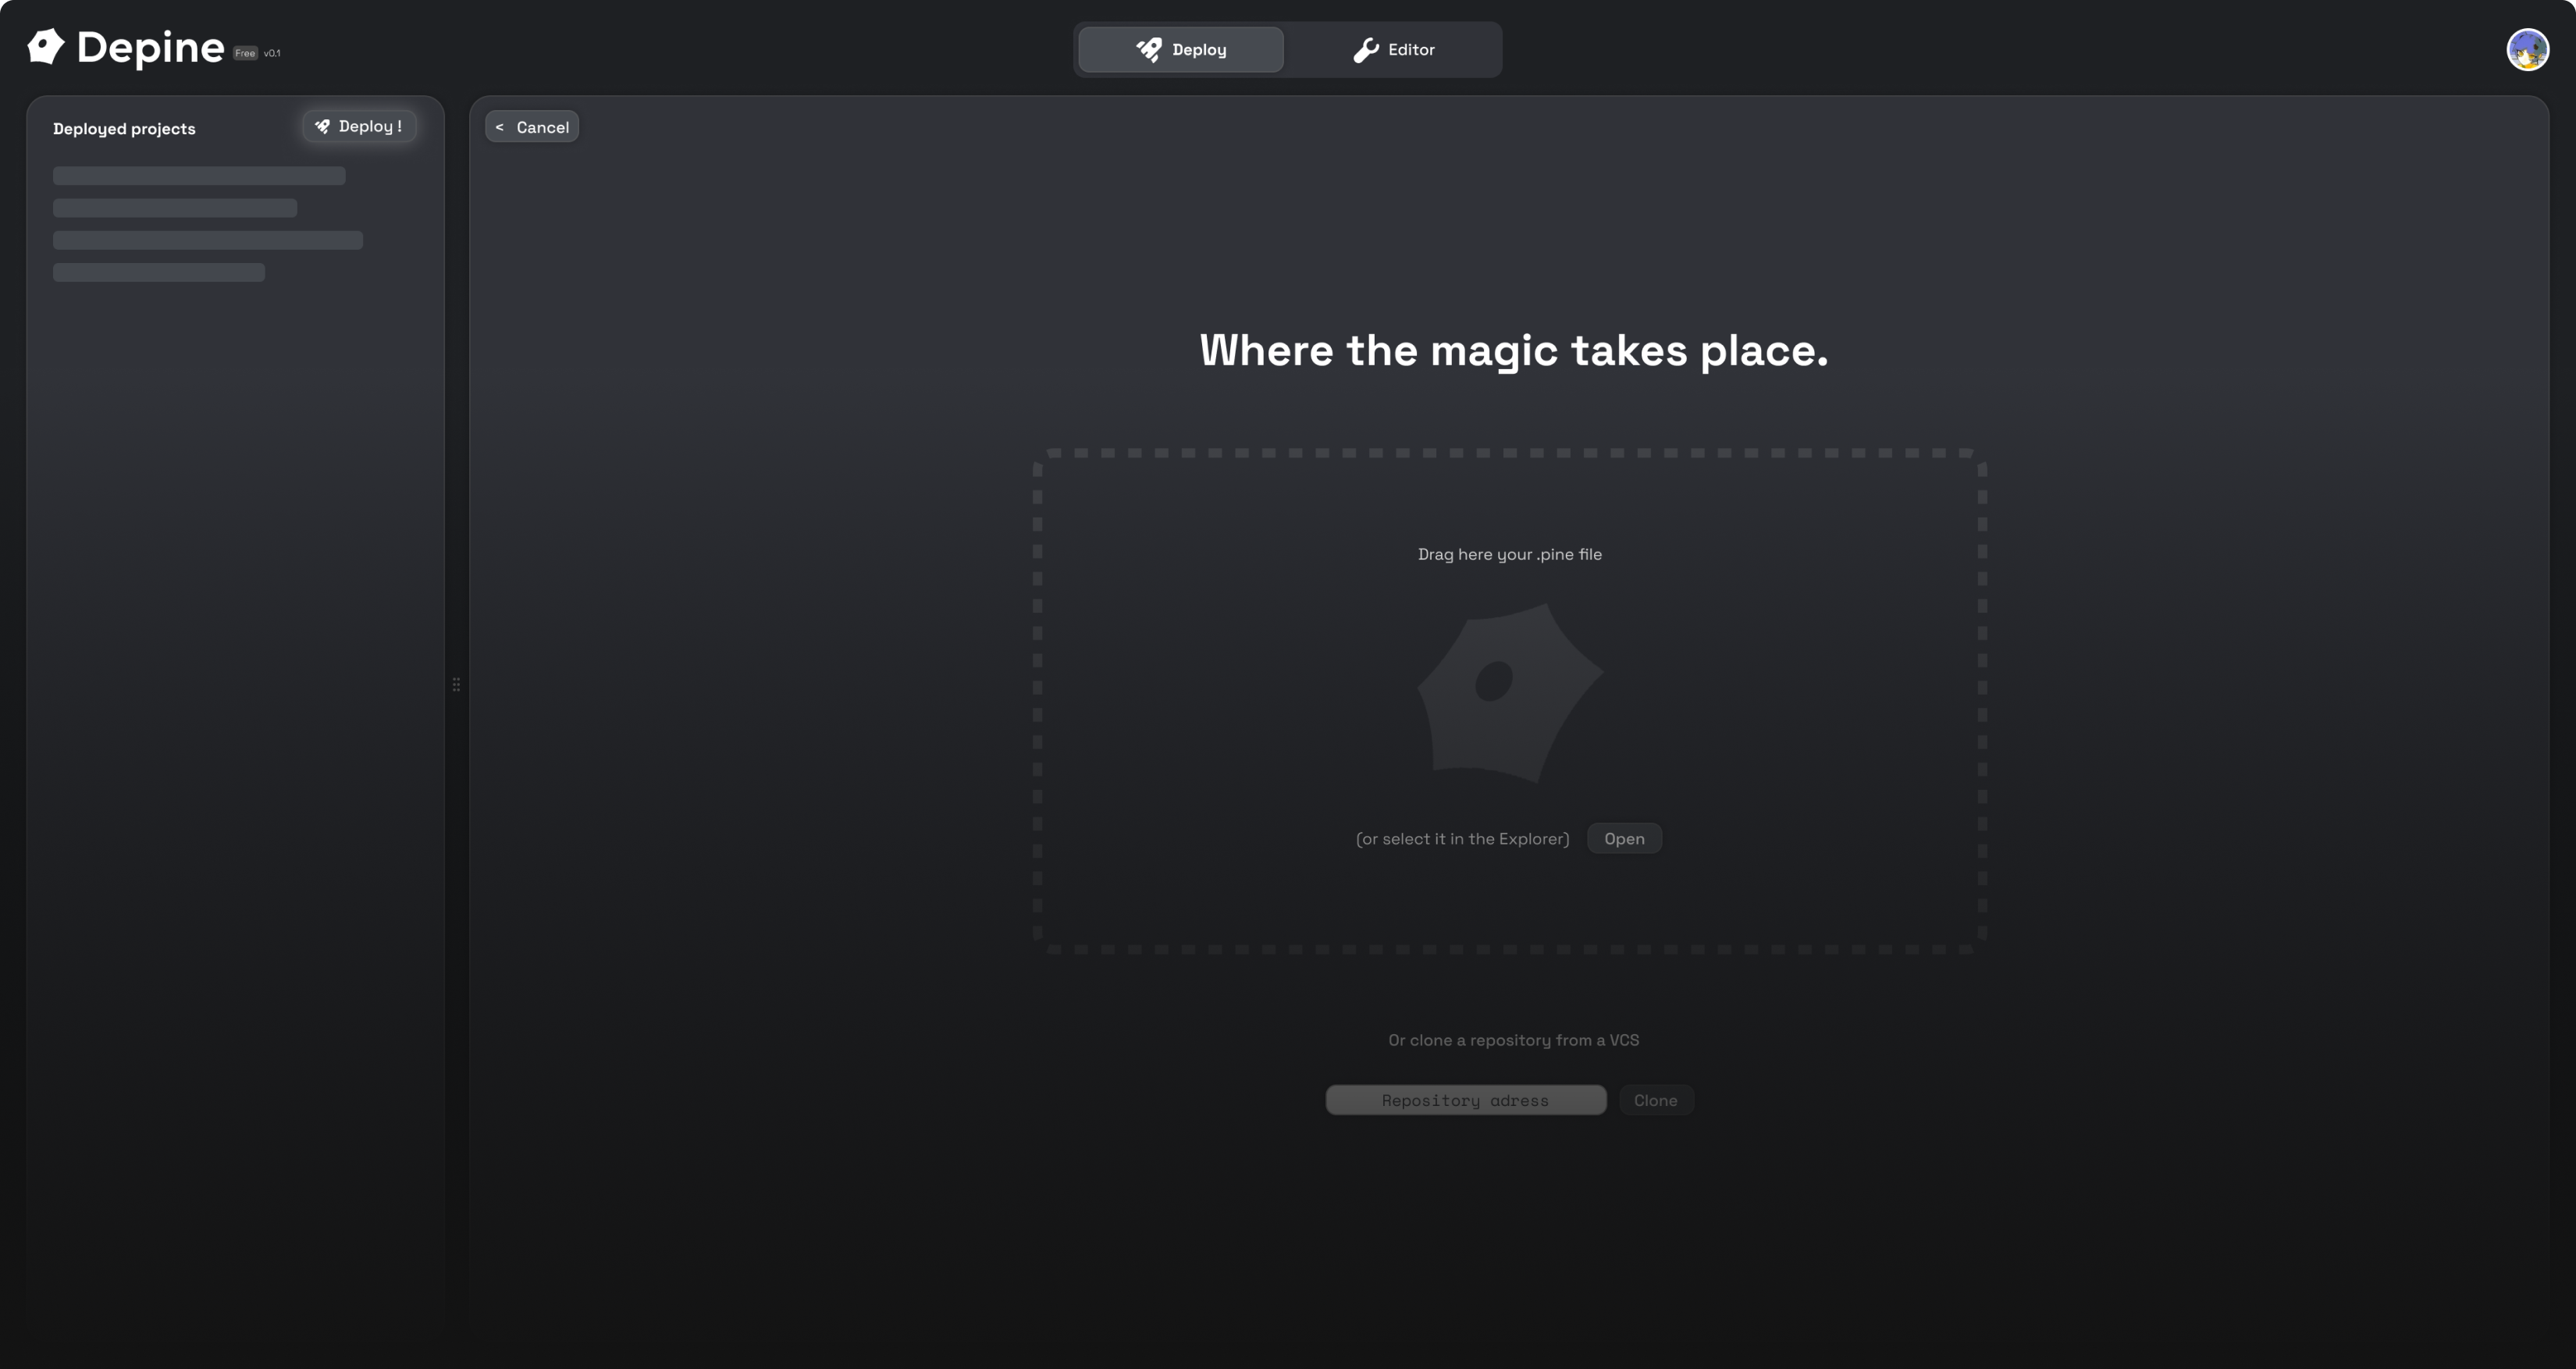 Depine Free v0.1
Deploy
Editor
Deployed projects
Deploy !
< Cancel
Where the magic takes place.
Drag here your .pine file
(or select it in the Explorer)
Open
Or clone a repository from a VCS
Repository adress
Clone